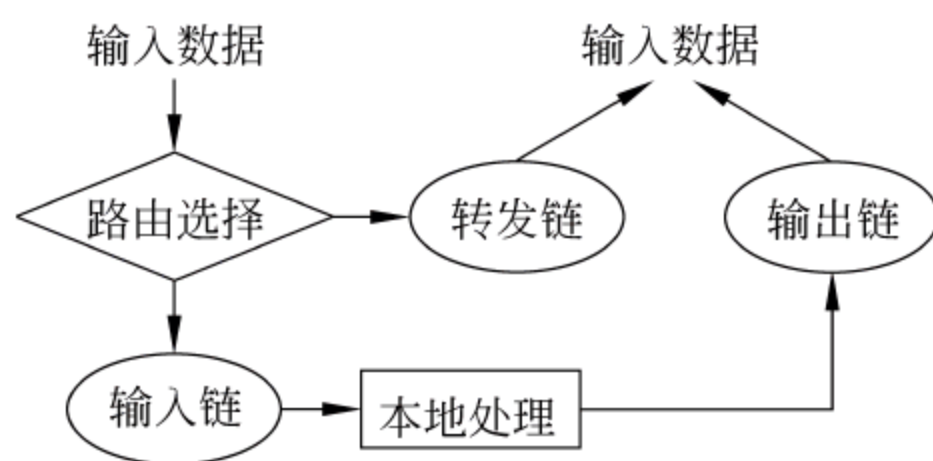 输入数据
输入数据
路由选择
转发链
输出链
输入链
本地处理